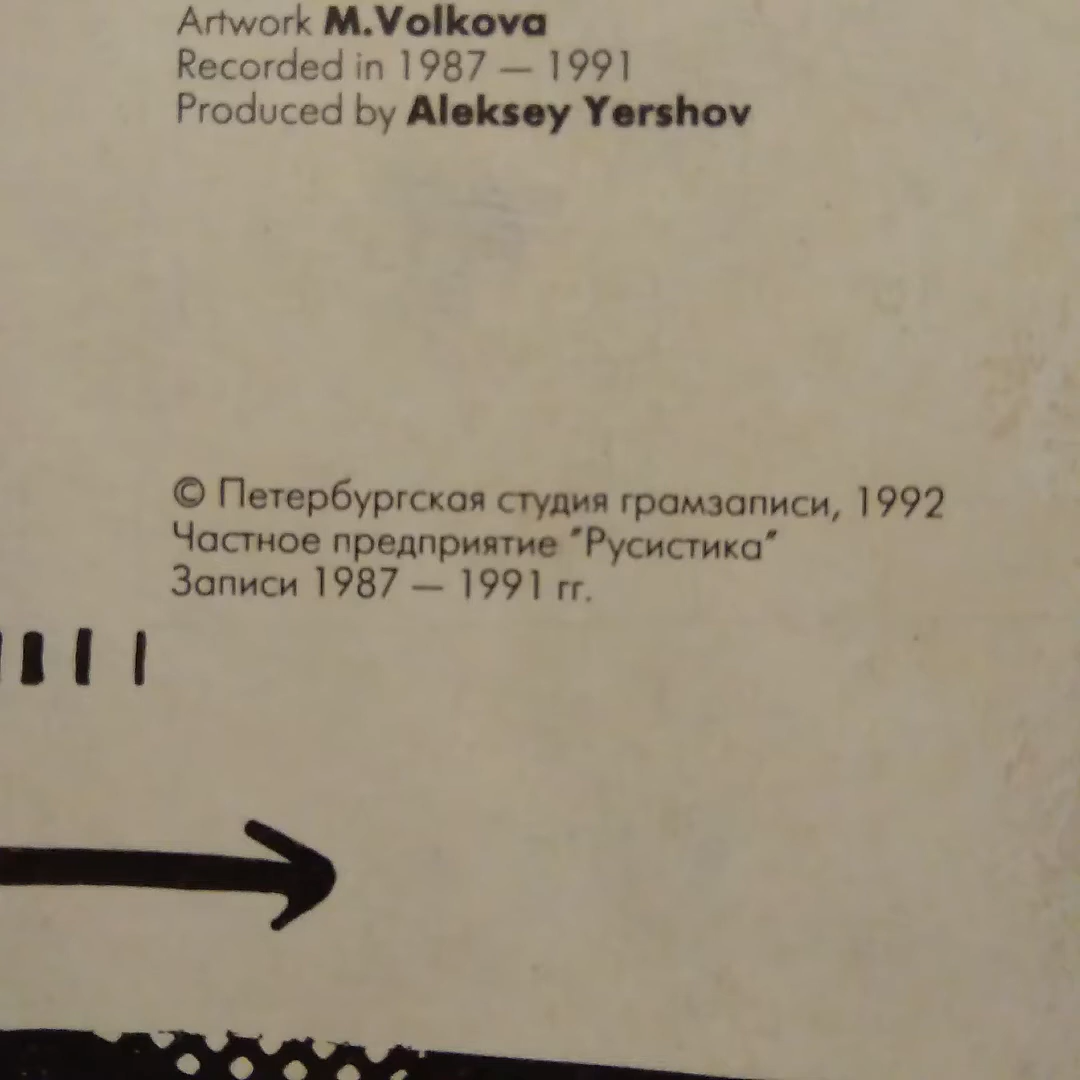 Artwork M.Volkova
Recorded in 1987 — 1991
Produced by Aleksey Yershov
© Петербургская студия грамзаписи, 1992
Частное предприятие "Русистика"
Записи 1987 — 1991 гг.